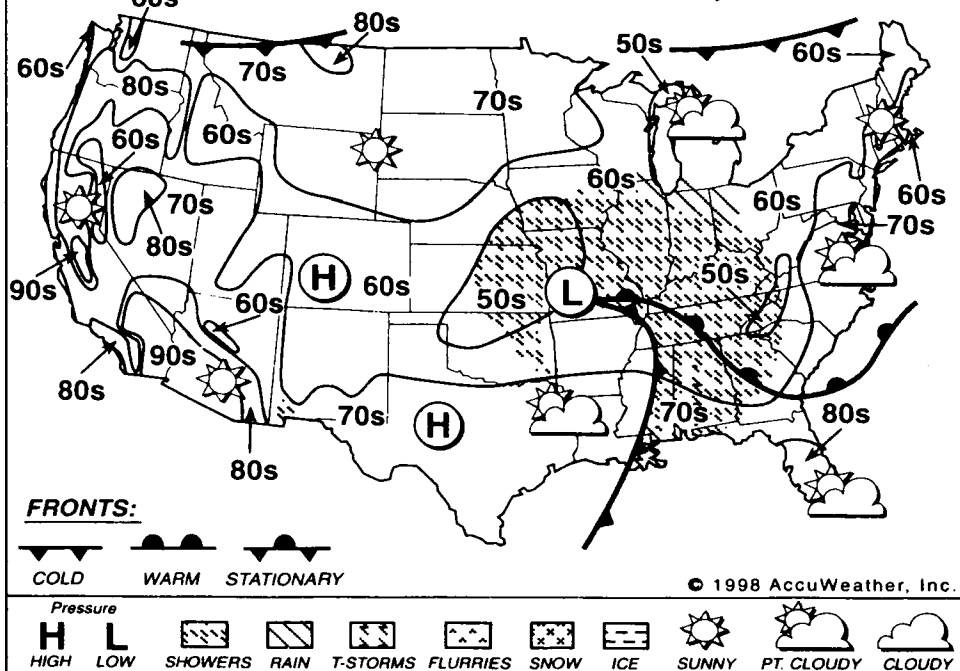 60s
80s
60s
70s
50s
60s
80s
70s
60s
60s
60s
60s
60s
70s
70s
80s
50s
90s
H
60s
50s
L
60s
90s
80s
70s
H
70s
80s
80s
FRONTS:
COLD WARM STATIONARY
© 1998 AccuWeather, Inc.
Pressure
H L
HIGH LOW SHOWERS RAIN T-STORMS FLURRIES SNOW ICE SUNNY PT. CLOUDY CLOUDY